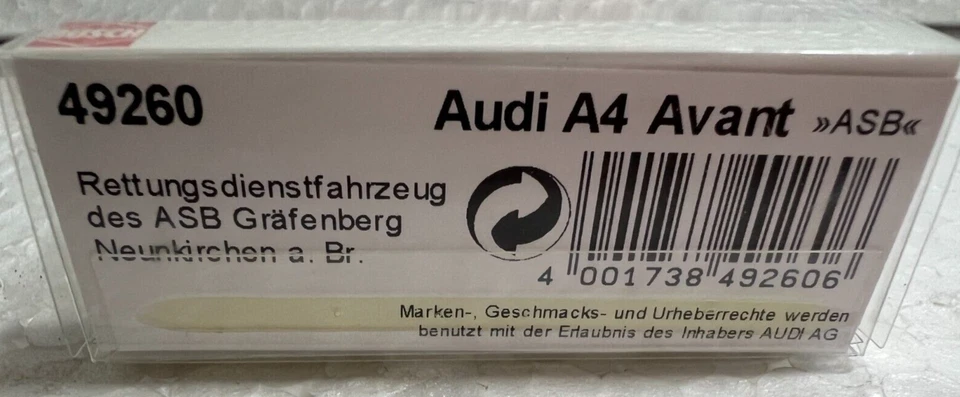 BUSCH
49260
Audi A4 Avant »ASB«
Rettungsdienstfahrzeug
des ASB Gräfenberg
Neunkirchen a. Br.
4 001738 492606
Marken-, Geschmacks- und Urheberrechte werden
benutzt mit der Erlaubnis des Inhabers AUDI AG